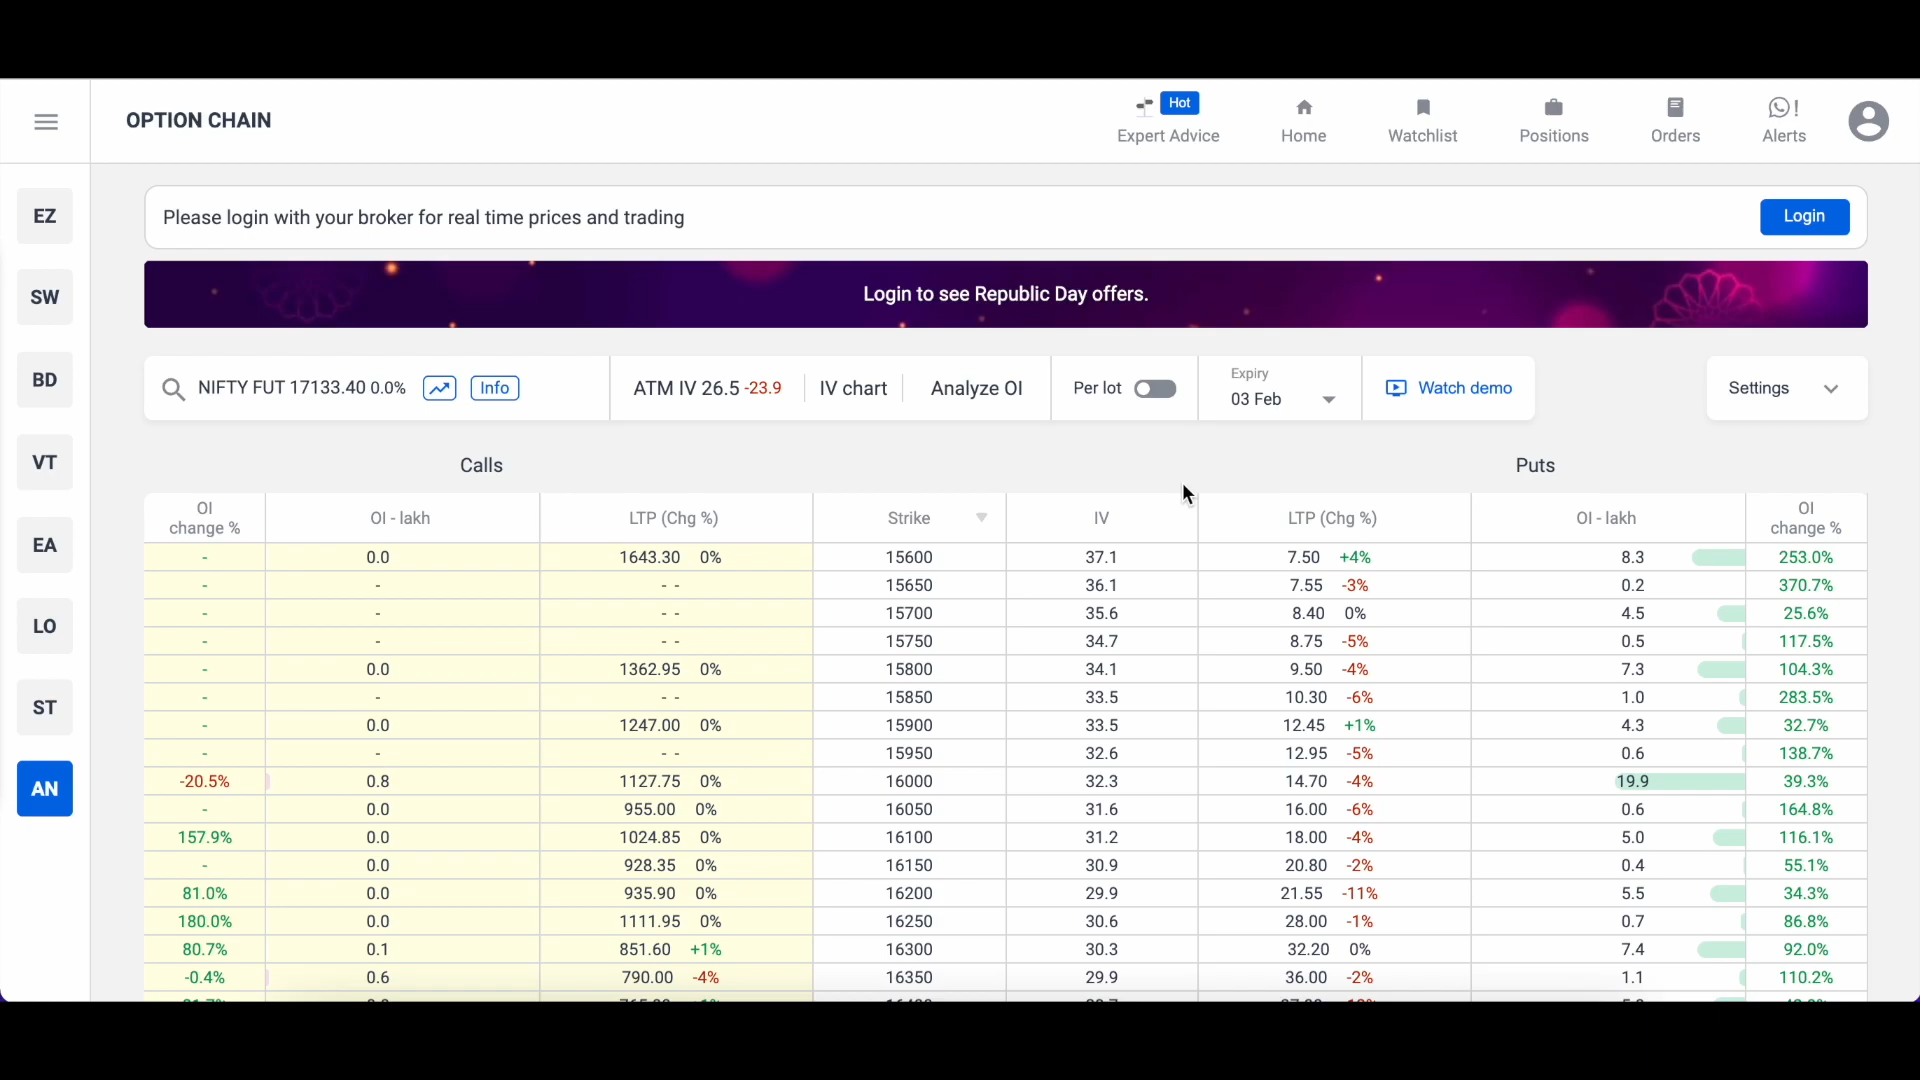 OPTION CHAIN
Hot
Expert Advice Home Watchlist Positions Orders Alerts
EZ
SW
BD
VT
EA
LO
ST
AN
Please login with your broker for real time prices and trading Login
Login to see Republic Day offers.
NIFTY FUT 17133.40 0.0% Info ATM IV 26.5 -23.9 IV chart Analyze OI Per lot Expiry 03 Feb Watch demo Settings
Calls Puts
OI change % OI - lakh LTP (Chg %) Strike IV LTP (Chg %) OI - lakh OI change %
- 0.0 1643.30 0% 15600 37.1 7.50 +4% 8.3 253.0%
- - - - 15650 36.1 7.55 -3% 0.2 370.7%
- - - - 15700 35.6 8.40 0% 4.5 25.6%
- - - - 15750 34.7 8.75 -5% 0.5 117.5%
- 0.0 1362.95 0% 15800 34.1 9.50 -4% 7.3 104.3%
- - - - 15850 33.5 10.30 -6% 1.0 283.5%
- 0.0 1247.00 0% 15900 33.5 12.45 +1% 4.3 32.7%
- - - - 15950 32.6 12.95 -5% 0.6 138.7%
-20.5% 0.8 1127.75 0% 16000 32.3 14.70 -4% 19.9 39.3%
- 0.0 955.00 0% 16050 31.6 16.00 -6% 0.6 164.8%
157.9% 0.0 1024.85 0% 16100 31.2 18.00 -4% 5.0 116.1%
- 0.0 928.35 0% 16150 30.9 20.80 -2% 0.4 55.1%
81.0% 0.0 935.90 0% 16200 29.9 21.55 -11% 5.5 34.3%
180.0% 0.0 1111.95 0% 16250 30.6 28.00 -1% 0.7 86.8%
80.7% 0.1 851.60 +1% 16300 30.3 32.20 0% 7.4 92.0%
-0.4% 0.6 790.00 -4% 16350 29.9 36.00 -2% 1.1 110.2%